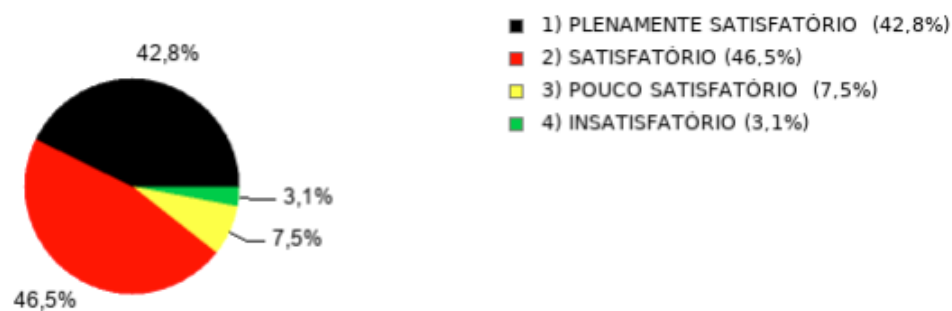 42,8%
3,1%
7,5%
46,5%
1) PLENAMENTE SATISFATÓRIO (42,8%)
2) SATISFATÓRIO (46,5%)
3) POUCO SATISFATÓRIO (7,5%)
4) INSATISFATÓRIO (3,1%)